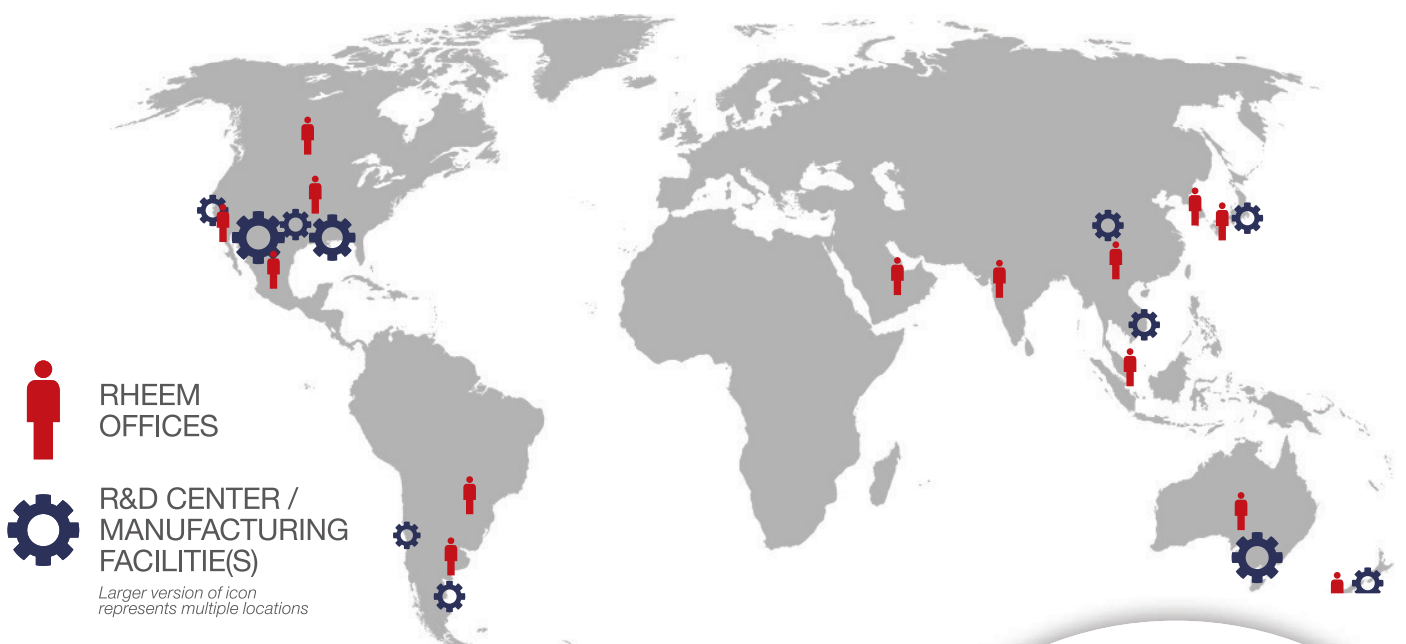 RHEEM
OFFICES
R&D CENTER /
MANUFACTURING
FACILITIE(S)
Larger version of icon
represents multiple locations